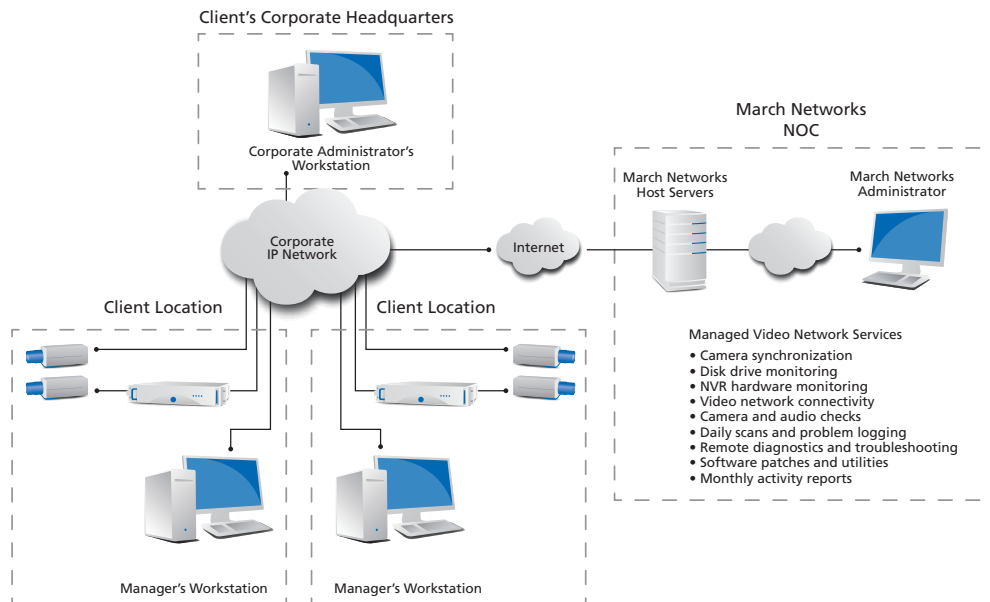 Client's Corporate Headquarters
Corporate Administrator's
Workstation
March Networks
NOC
March Networks
Host Servers
March Networks
Administrator
Corporate
IP Network
Internet
Client Location
Client Location
Managed Video Network Services
• Camera synchronization
• Disk drive monitoring
• NVR hardware monitoring
• Video network connectivity
• Camera and audio checks
• Daily scans and problem logging
• Remote diagnostics and troubleshooting
• Software patches and utilities
• Monthly activity reports
Manager's Workstation
Manager's Workstation